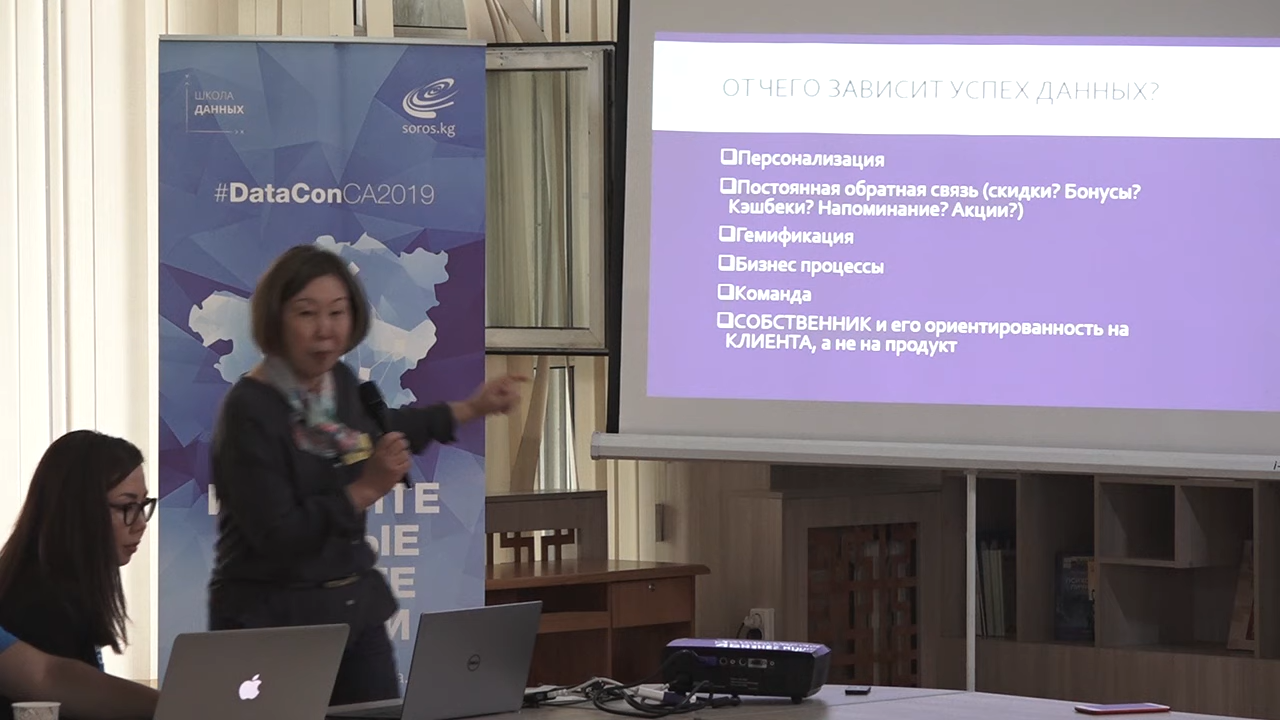 ШКОЛА
ДАННЫХ
soros.kg
#DataConCA2019
ОТ ЧЕГО ЗАВИСИТ УСПЕХ ДАННЫХ?
❑Персонализация
❑Постоянная обратная связь (скидки? Бонусы?
Кэшбеки? Напоминание? Акции?)
❑Гемификация
❑Бизнес процессы
❑Команда
❑СОБСТВЕННИК и его ориентированность на
КЛИЕНТА, а не на продукт
DELL